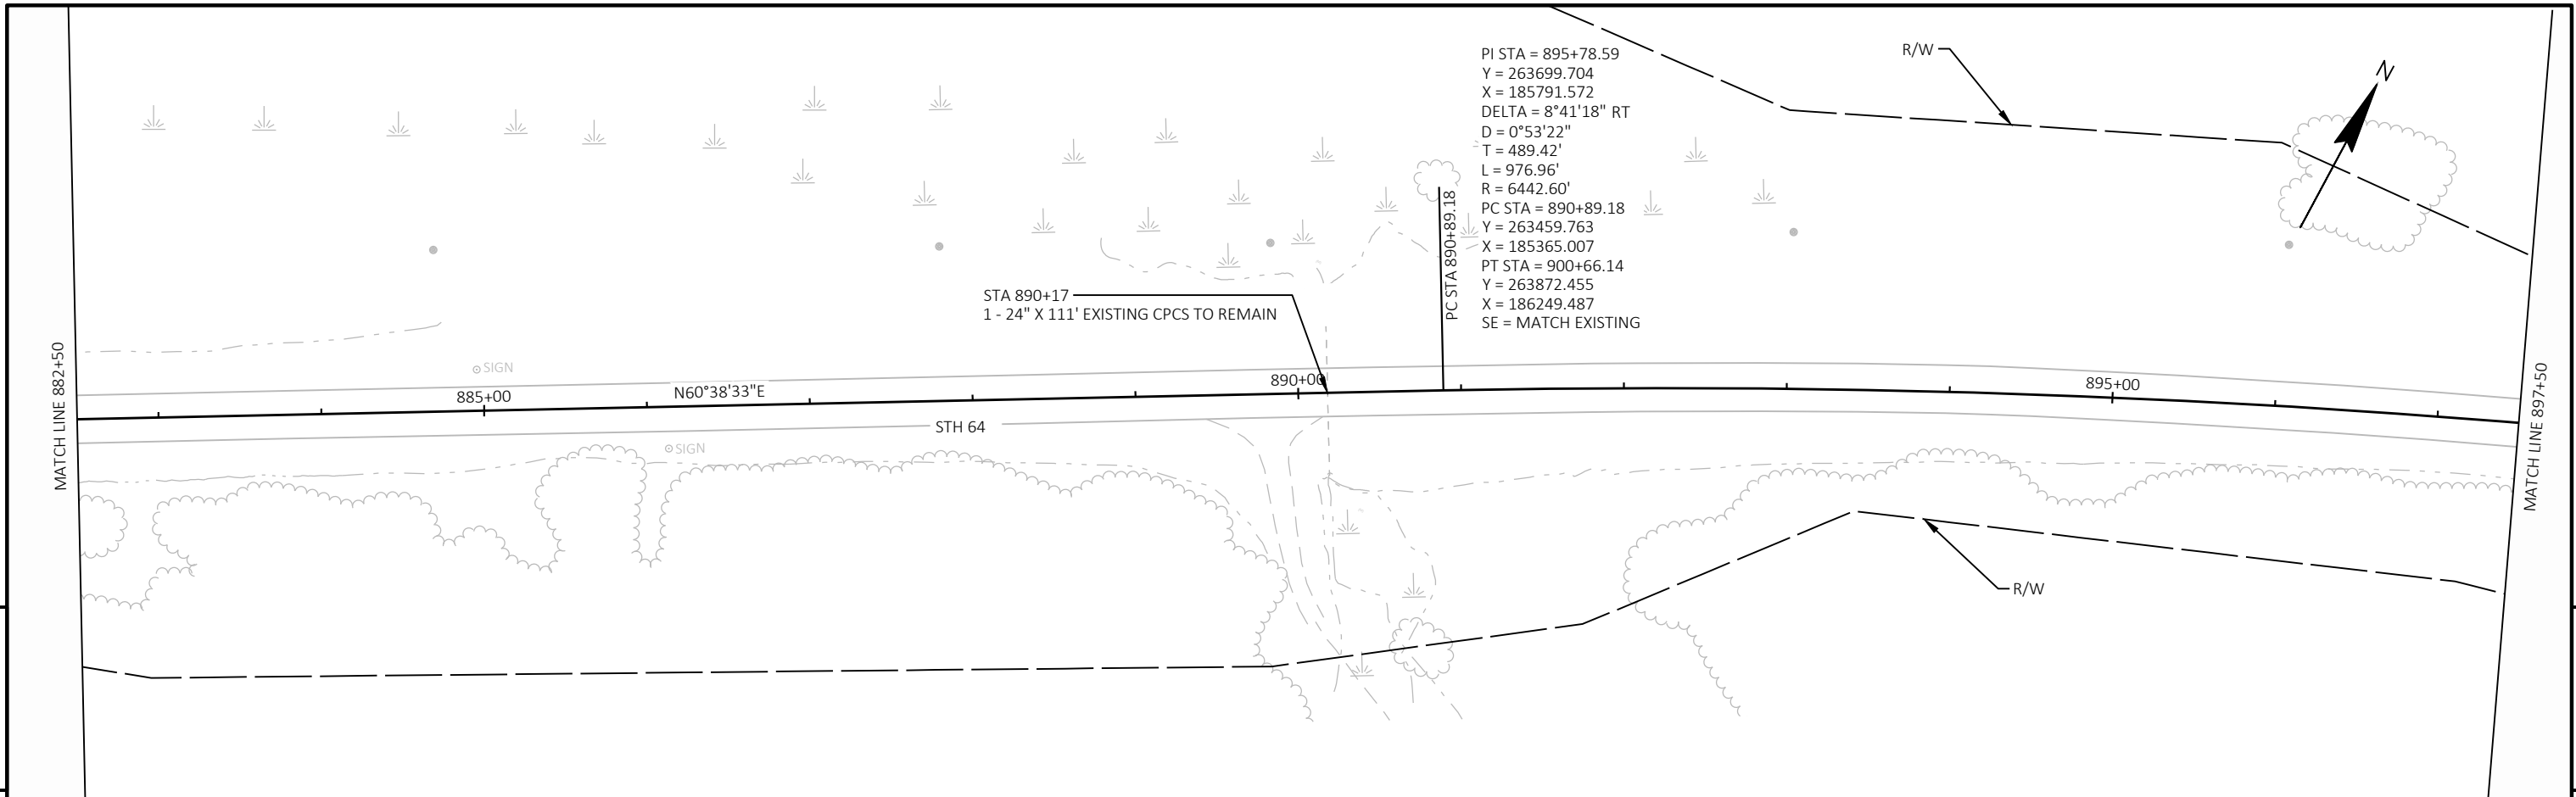 PI STA = 895+78.59
Y = 263699.704
X = 185791.572
DELTA = 8°41'18" RT
D = 0°53'22"
T = 489.42'
L = 976.96'
R = 6442.60'
PC STA = 890+89.18
Y = 263459.763
X = 185365.007
PT STA = 900+66.14
Y = 263872.455
X = 186249.487
SE = MATCH EXISTING
R/W
N
PC STA 890+89.18
STA 890+17
1 - 24" X 111' EXISTING CPCS TO REMAIN
MATCH LINE 882+50
SIGN
885+00
N60°38'33"E
890+00
895+00
MATCH LINE 897+50
STH 64
SIGN
R/W